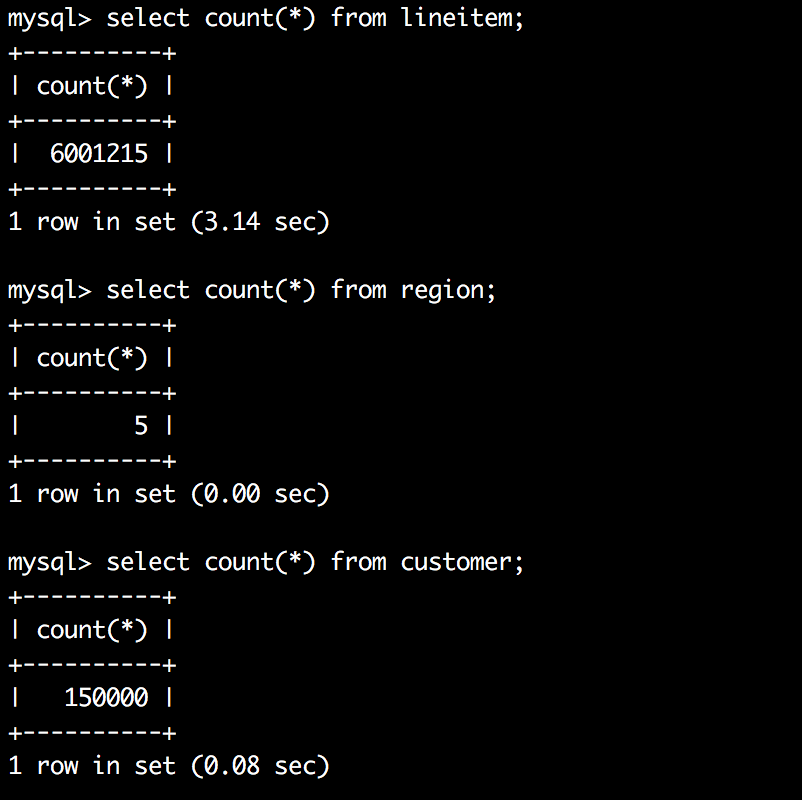 mysql> select count(*) from lineitem;
+----------+
| count(*) |
+----------+
|  6001215 |
+----------+
1 row in set (3.14 sec)

mysql> select count(*) from region;
+----------+
| count(*) |
+----------+
|        5 |
+----------+
1 row in set (0.00 sec)

mysql> select count(*) from customer;
+----------+
| count(*) |
+----------+
|   150000 |
+----------+
1 row in set (0.08 sec)